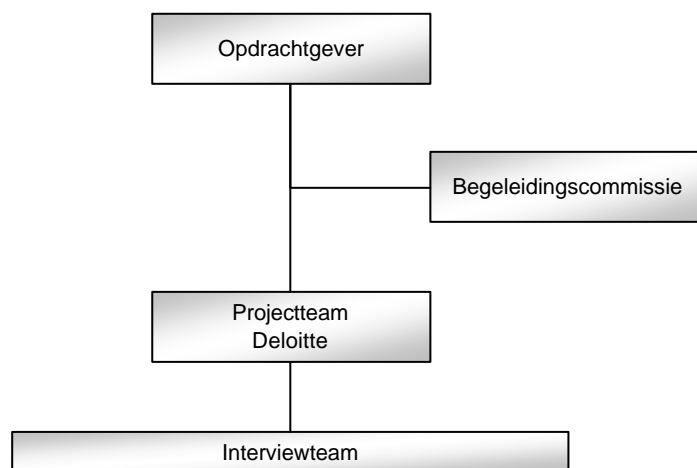 Opdrachtgever
Begeleidingscommissie
Projectteam
Deloitte
Interviewteam